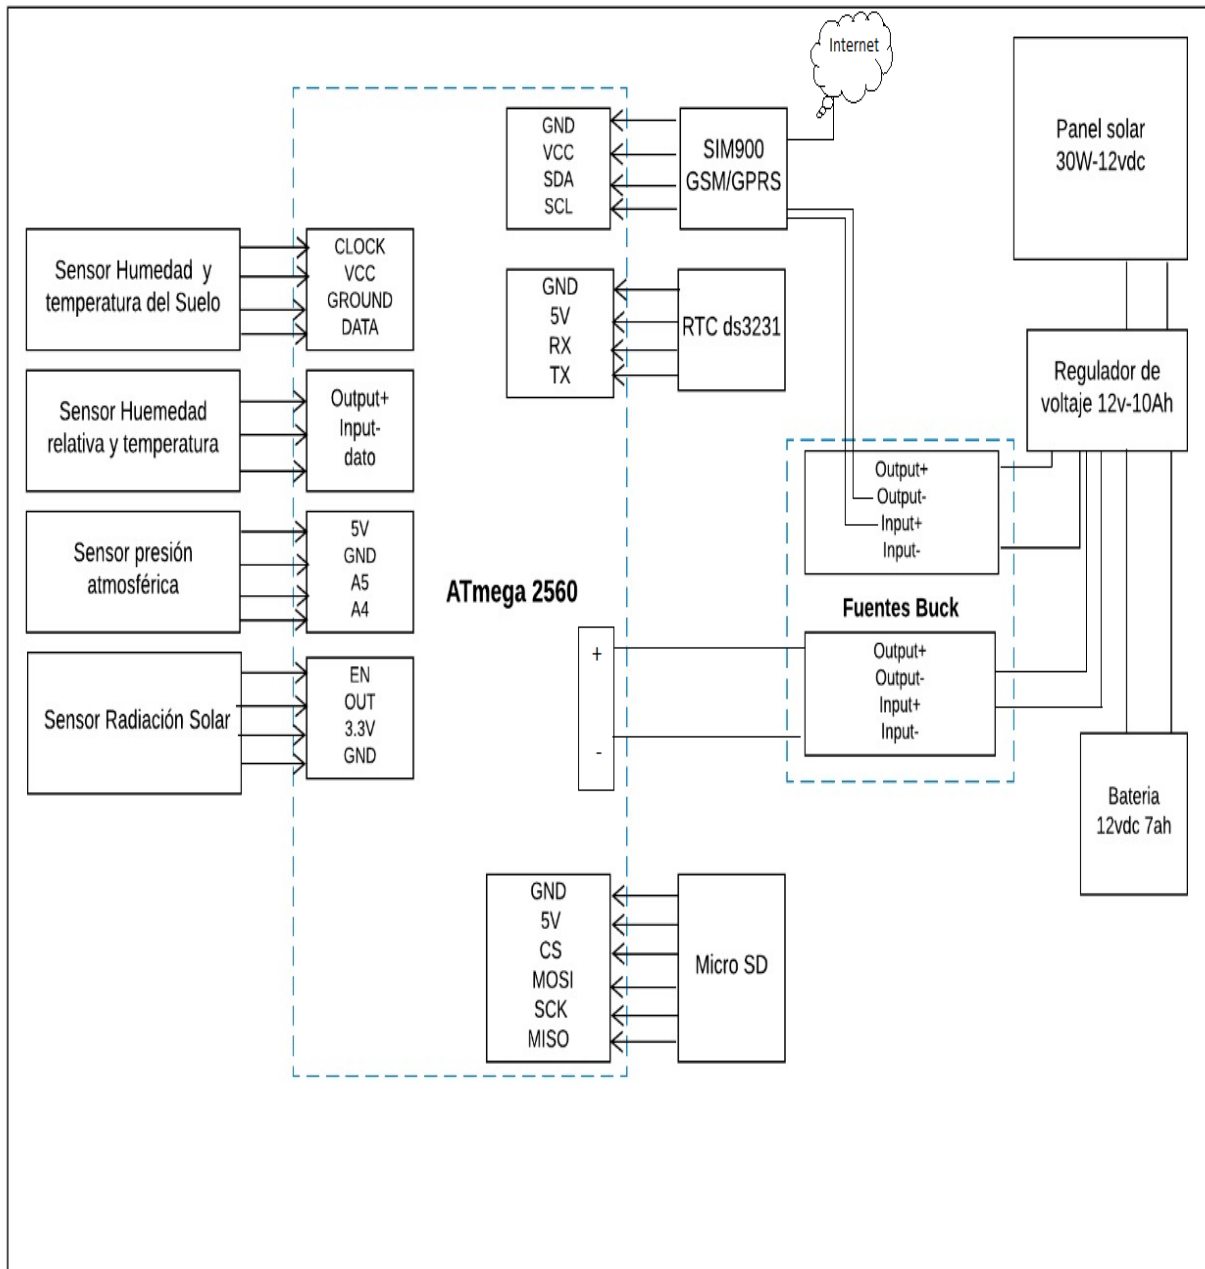 Internet
Panel solar
30W-12vdc
GND
VCC
SDA
SCL
SIM900
GSM/GPRS
Sensor Humedad y
temperatura del Suelo
CLOCK
VCC
GROUND
DATA
GND
5V
RX
TX
RTC ds3231
Regulador de
voltaje 12v-10Ah
Sensor Huemedad
relativa y temperatura
Output+
Input-
dato
Output+
Output-
Input+
Input-
Sensor presión
atmosférica
5V
GND
A5
A4
ATmega 2560
Fuentes Buck
+
-
Output+
Output-
Input+
Input-
Sensor Radiación Solar
EN
OUT
3.3V
GND
Bateria
12vdc 7ah
GND
5V
CS
MOSI
SCK
MISO
Micro SD